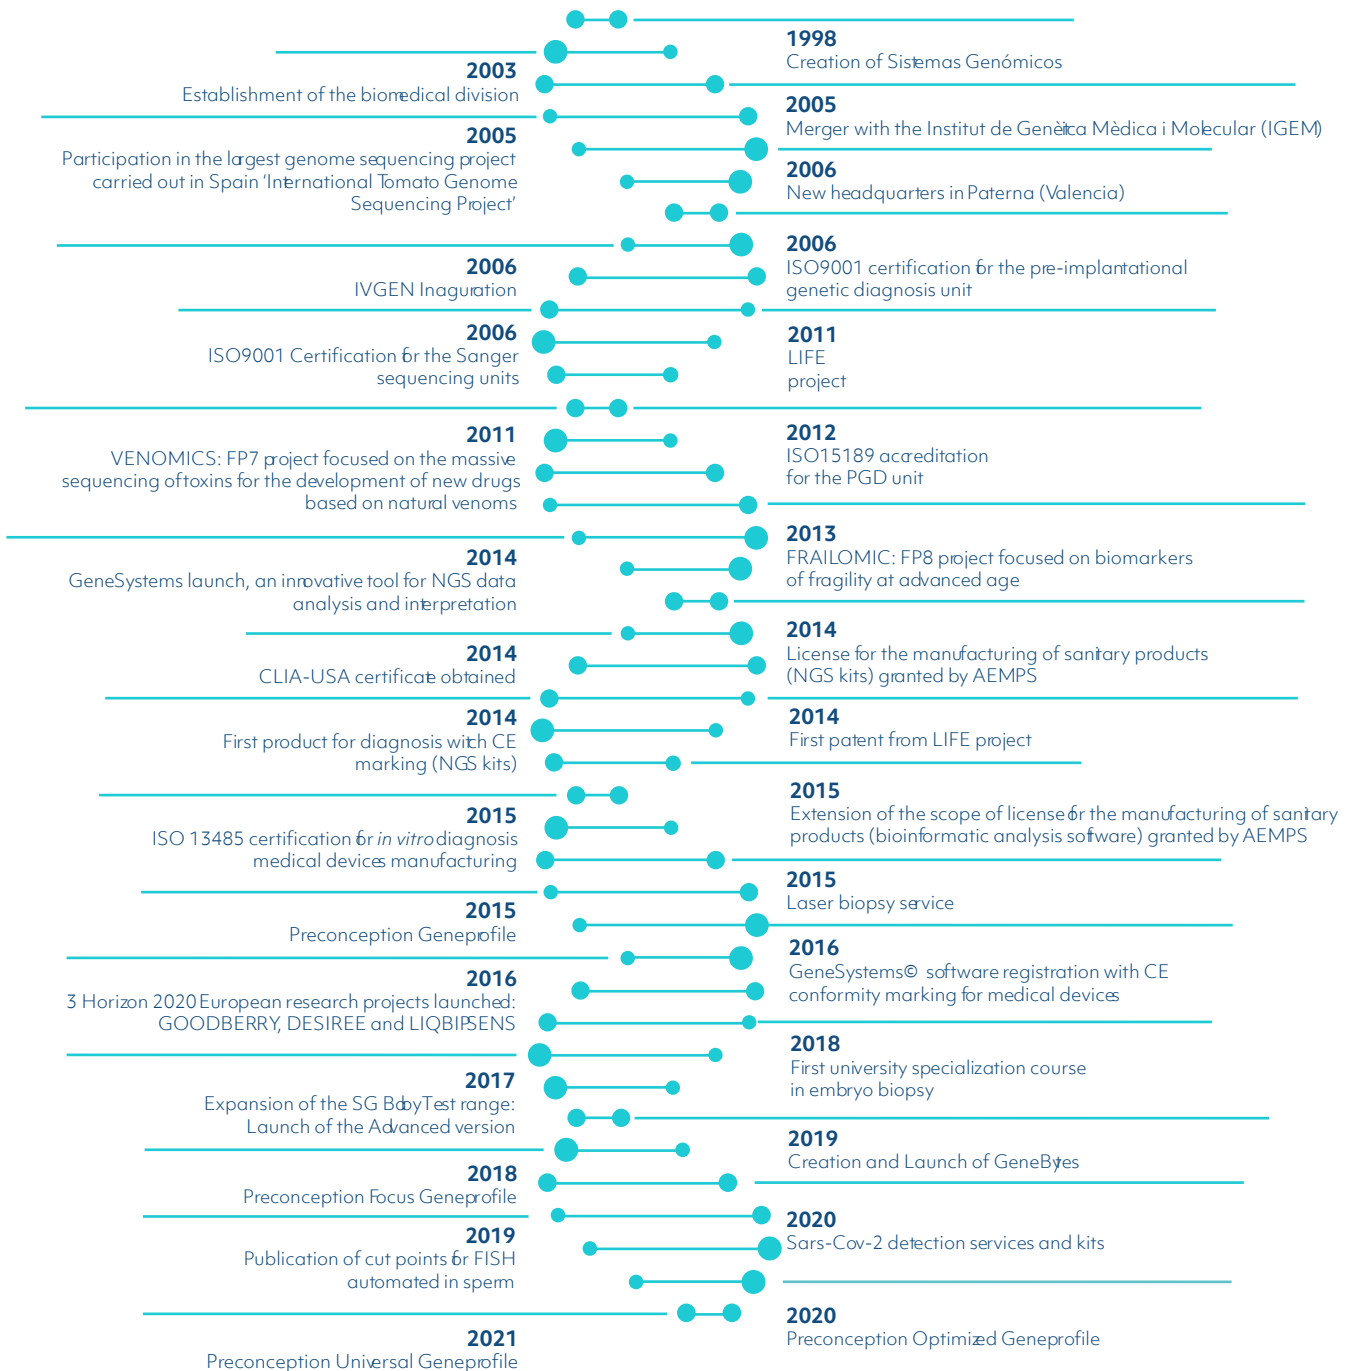 1998
Creation of Sistemas Genómicos
2003
Establishment of the biomedical division
2005
Merger with the Institut de Genètica Mèdica i Molecular (IGEM)
2005
Participation in the largest genome sequencing project
carried out in Spain ‘International Tomato Genome
Sequencing Project’
2006
New headquarters in Paterna (Valencia)
2006
ISO9001 certification for the pre-implantational
genetic diagnosis unit
2006
IVGEN Inaguration
2006
ISO9001 Certification for the Sanger
sequencing units
2011
LIFE
project
2011
VENOMICS: FP7 project focused on the massive
sequencing of toxins for the development of new drugs
based on natural venoms
2012
ISO15189 accreditation
for the PGD unit
2013
FRAILOMIC: FP8 project focused on biomarkers
of fragility at advanced age
2014
GeneSystems launch, an innovative tool for NGS data
analysis and interpretation
2014
License for the manufacturing of sanitary products
(NGS kits) granted by AEMPS
2014
CLIA-USA certificate obtained
2014
First patent from LIFE project
2014
First product for diagnosis witch CE
marking (NGS kits)
2015
Extension of the scope of license for the manufacturing of sanitary
products (bioinformatic analysis software) granted by AEMPS
2015
ISO 13485 certification for in vitro diagnosis
medical devices manufacturing
2015
Laser biopsy service
2015
Preconception Geneprofile
2016
GeneSystems© software registration with CE
conformity marking for medical devices
2016
3 Horizon 2020 European research projects launched:
GOODBERRY, DESIREE and LIQBIPSENS
2018
First university specialization course
in embryo biopsy
2017
Expansion of the SG BabyTest range:
Launch of the Advanced version
2019
Creation and Launch of GeneBytes
2018
Preconception Focus Geneprofile
2020
Sars-Cov-2 detection services and kits
2019
Publication of cut points for FISH
automated in sperm
2020
Preconception Optimized Geneprofile
2021
Preconception Universal Geneprofile